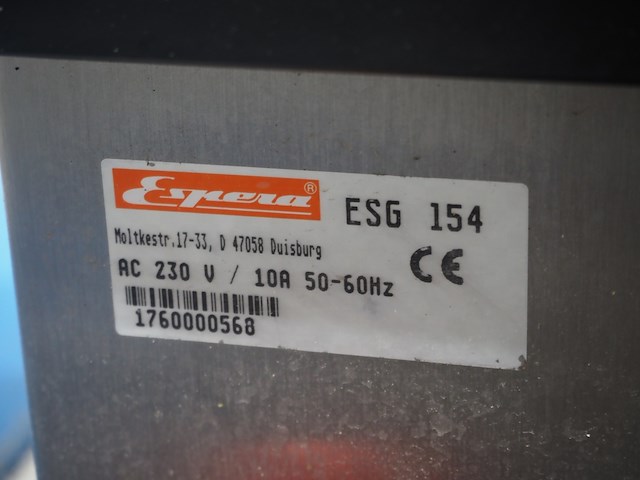 Espera® ESG 154
Moltkestr.17-33, D 47058 Duisburg
CE
AC 230 V / 10A 50-60Hz
1760000568